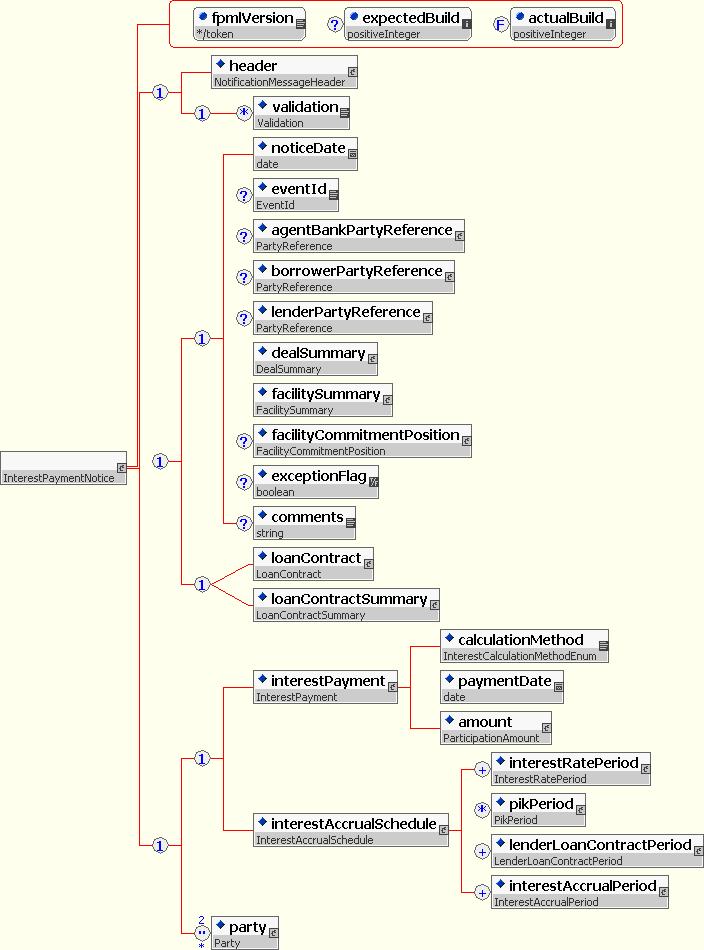 fpmlVersion
*/token
? expectedBuild
positiveInteger
F actualBuild
positiveInteger
header
NotificationMessageHeader
1
1 * validation
Validation
noticeDate
date
? eventId
EventId
? agentBankPartyReference
PartyReference
? borrowerPartyReference
PartyReference
? lenderPartyReference
PartyReference
1
dealSummary
DealSummary
facilitySummary
FacilitySummary
? facilityCommitmentPosition
FacilityCommitmentPosition
1
InterestPaymentNotice
? exceptionFlag
boolean
? comments
string
loanContract
LoanContract
1
loanContractSummary
LoanContractSummary
calculationMethod
InterestCalculationMethodEnum
interestPayment
InterestPayment
paymentDate
date
amount
ParticipationAmount
1
+ interestRatePeriod
InterestRatePeriod
* pikPeriod
PikPeriod
interestAccrualSchedule
InterestAccrualSchedule
1
+ lenderLoanContractPeriod
LenderLoanContractPeriod
+ interestAccrualPeriod
InterestAccrualPeriod
2
party
Party
*